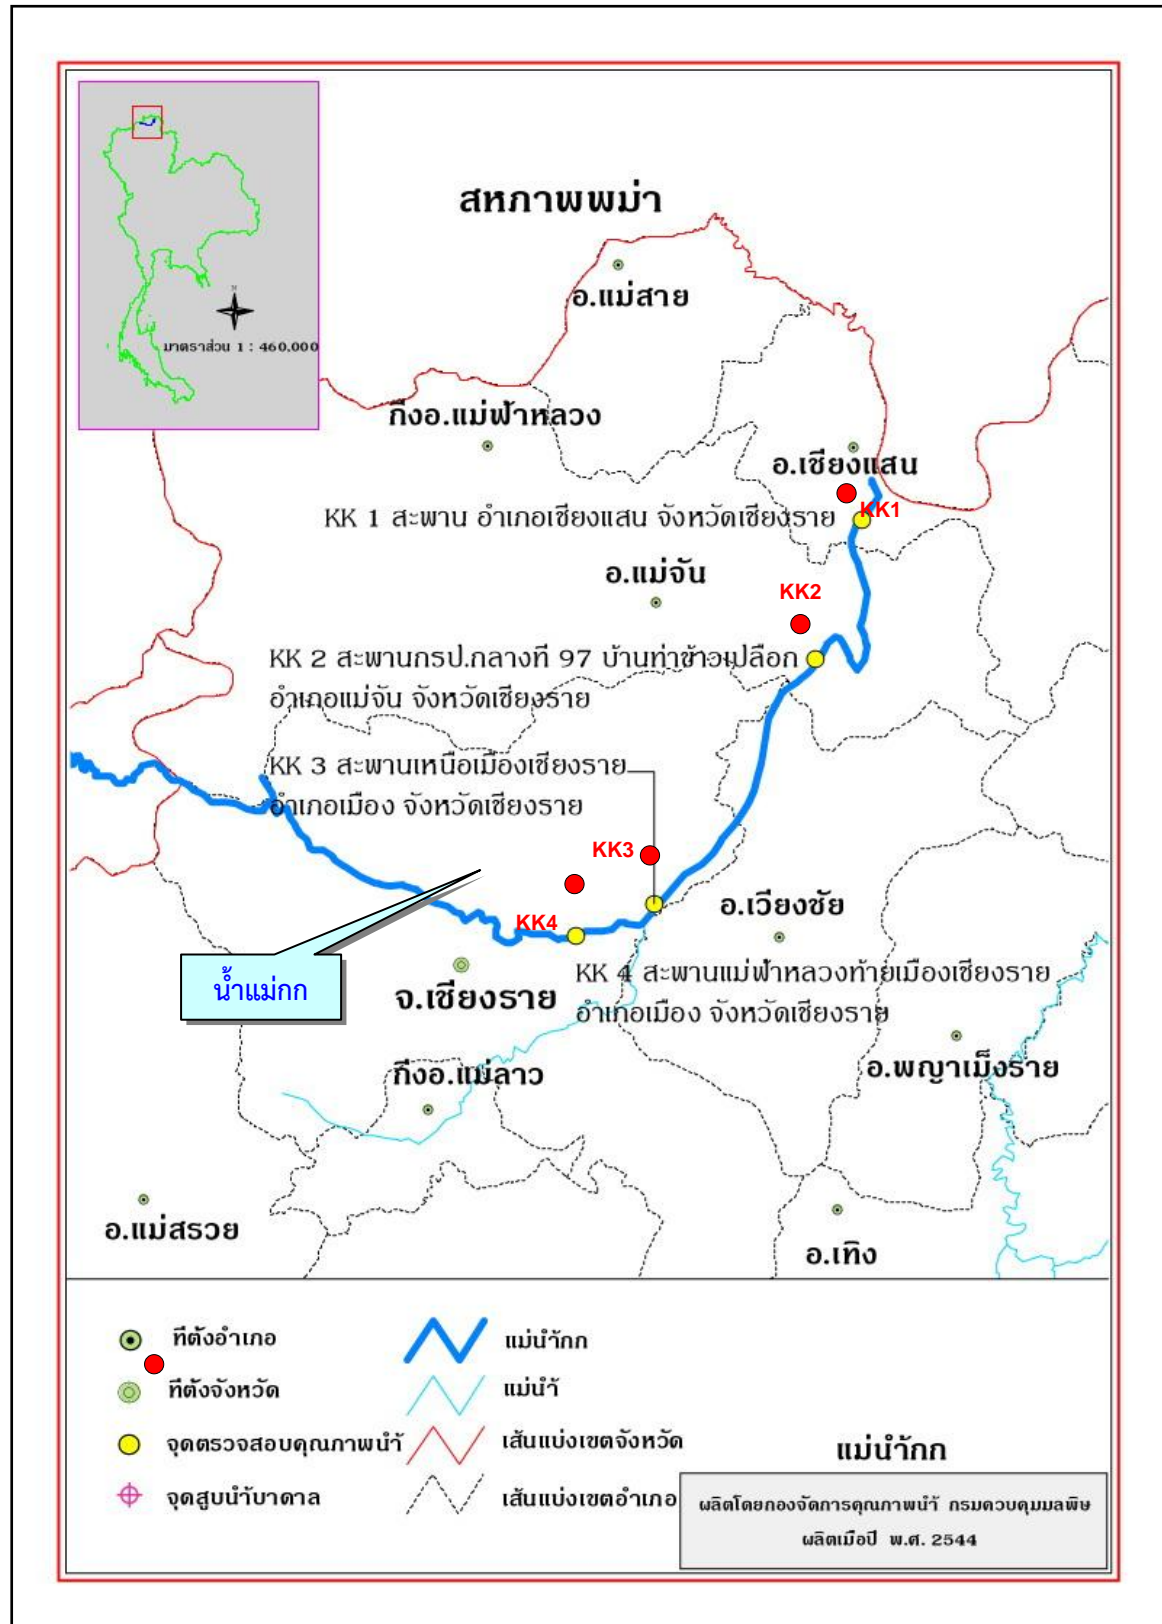 สหภาพพม่า
อ.แม่สาย
N
มาตราส่วน 1 : 460,000
กิ่งอ.แม่ฟ้าหลวง
อ.เชียงแสน
KK1
KK 1 สะพาน อำเภอเชียงแสน จังหวัดเชียงราย
อ.แม่จัน
KK2
KK 2 สะพานกรป.กลางที่ 97 บ้านท่าข้าวเปลือก
อำเภอแม่จัน จังหวัดเชียงราย
KK 3 สะพานเหนือเมืองเชียงราย
อำเภอเมือง จังหวัดเชียงราย
KK3
KK4
อ.เวียงชัย
KK 4 สะพานแม่ฟ้าหลวงท้ายเมืองเชียงราย
อำเภอเมือง จังหวัดเชียงราย
น้ำแม่กก
จ.เชียงราย
กิ่งอ.แม่ลาว
อ.พญาเม็งราย
อ.แม่สรวย
อ.เทิง
ที่ตั้งอำเภอ
ที่ตั้งจังหวัด
จุดตรวจสอบคุณภาพน้ำ
จุดสูบน้ำบาดาล
แม่น้ำกก
แม่น้ำ
เส้นแบ่งเขตจังหวัด
เส้นแบ่งเขตอำเภอ
แม่น้ำกก
ผลิตโดยกองจัดการคุณภาพน้ำ กรมควบคุมมลพิษ
ผลิตเมื่อปี พ.ศ. 2544